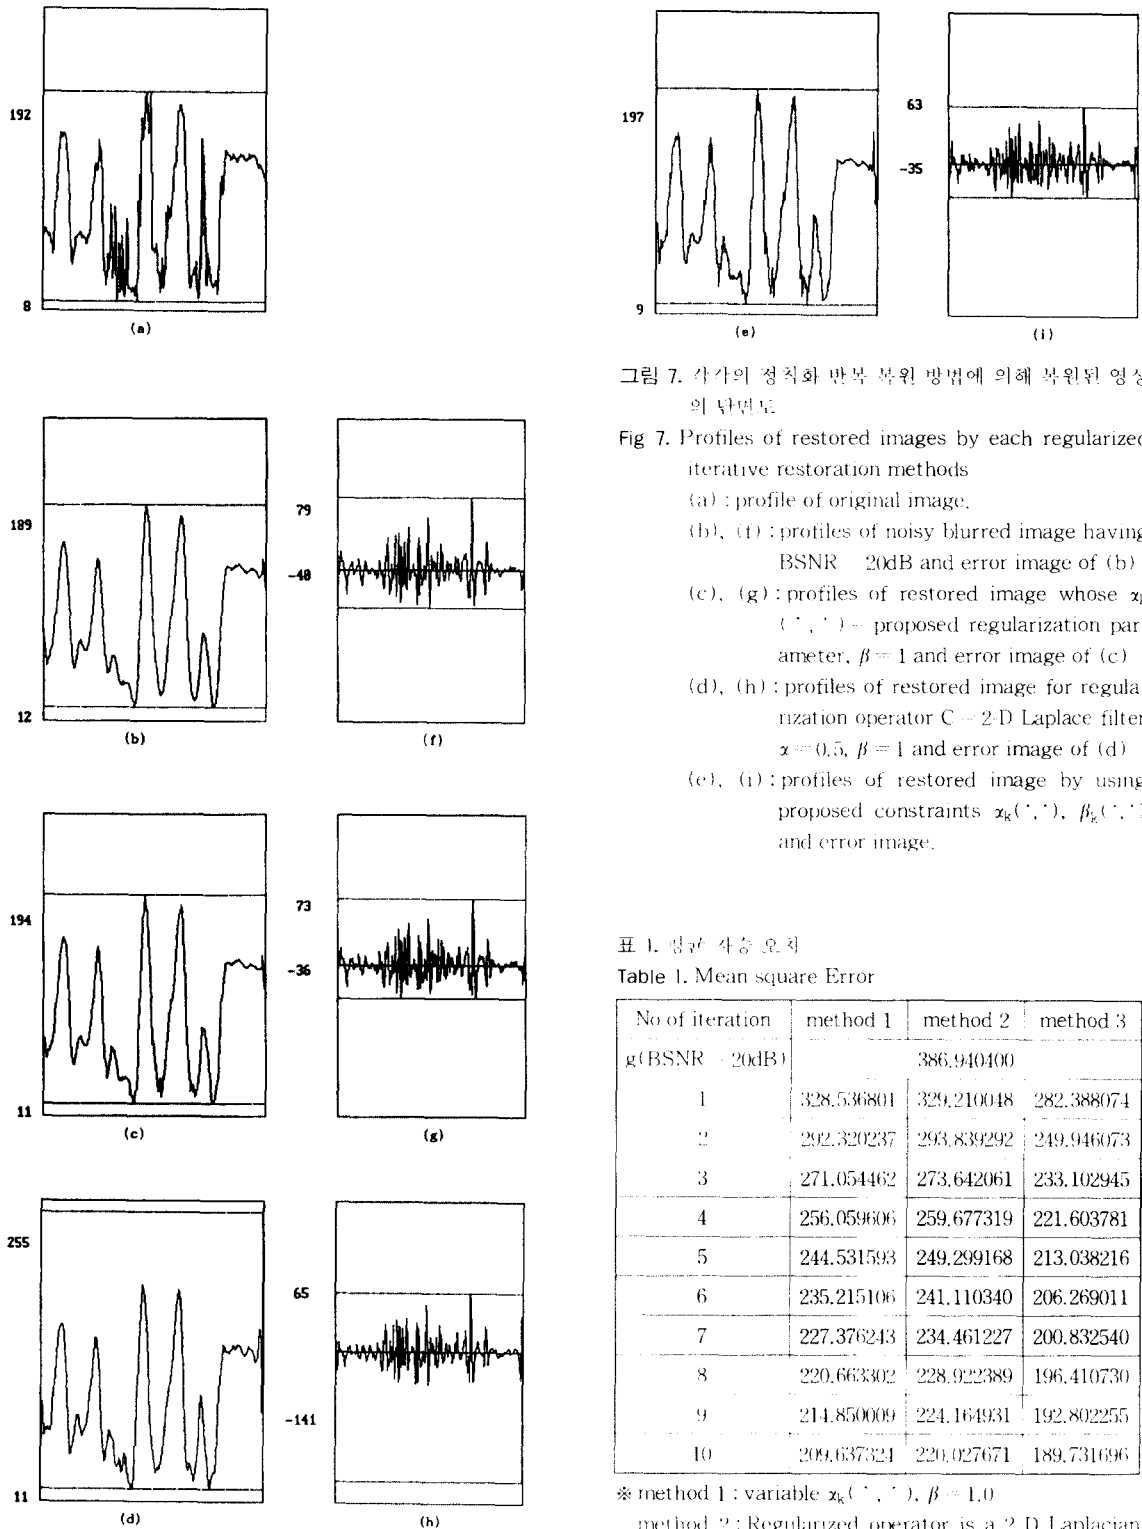 192
8
(a)
189
12
(b)
79
-40
(f)
194
11
(c)
73
-36
(g)
255
11
(d)
65
-141
(h)
197
9
(e)
63
-35
(i)
그림 7. 각각의 정칙화 반복 복원 방법에 의해 복원된 영상
의 단면도
Fig 7. Profiles of restored images by each regularized
iterative restoration methods
(a) : profile of original image.
(b), (f) : profiles of noisy blurred image having
BSNR 20dB and error image of (b)
(c), (g) : profiles of restored image whose αk
(·,·) = proposed regularization par
ameter, β = 1 and error image of (c)
(d), (h) : profiles of restored image for regula
rization operator C = 2-D Laplace filter
α = 0.5, β = 1 and error image of (d)
(e), (i) : profiles of restored image by using
proposed constraints αk(·,·), βk(·,·)
and error image.
표 1. 평균 자승 오차
Table 1. Mean square Error
No of iteration method 1 method 2 method 3
g(BSNR 20dB) 386.940400
1 328.536801 329.210048 282.388074
2 292.320237 293.839292 249.946073
3 271.054462 273.642061 233.102945
4 256.059606 259.677319 221.603781
5 244.531593 249.299168 213.038216
6 235.215106 241.110340 206.269011
7 227.376243 234.461227 200.832540
8 220.663302 228.922389 196.410730
9 214.850009 224.164931 192.802255
10 209.637324 220.027671 189.731696
※ method 1 : variable αk(·,·), β = 1.0
method 2 : Regularized operator is a 2 D Laplacian